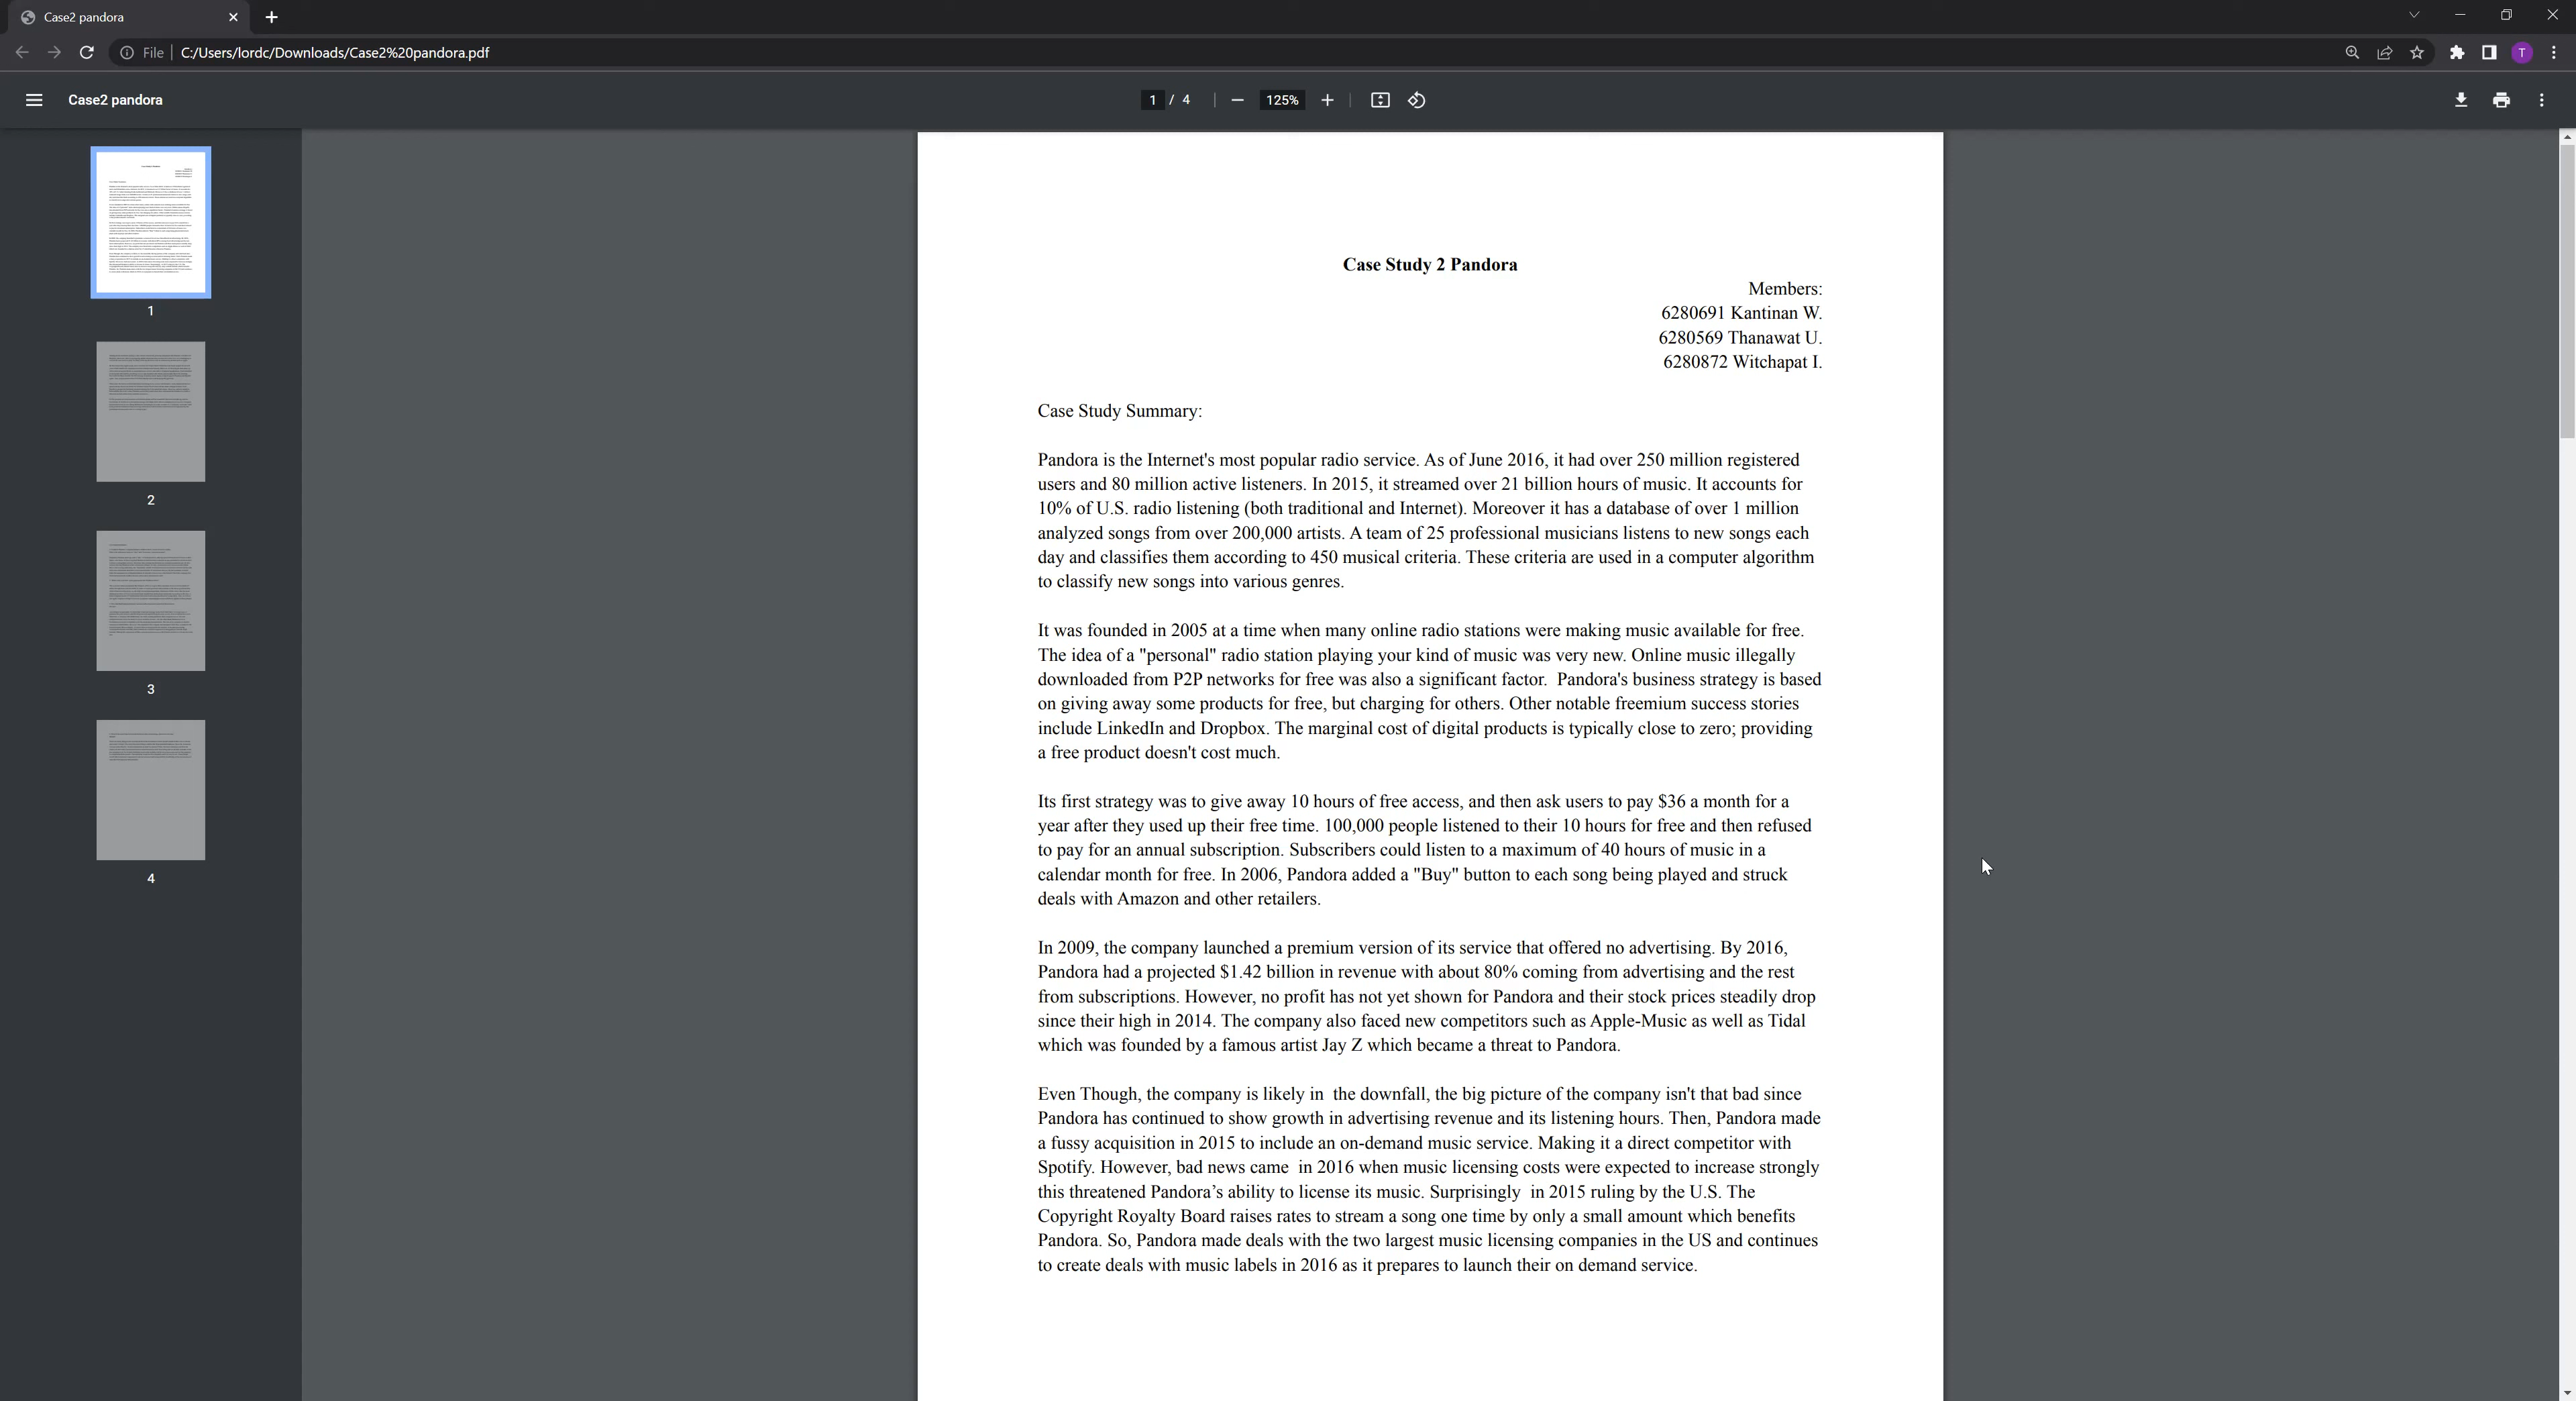 Case2 pandora
File
C:/Users/lordc/Downloads/Case2%20pandora.pdf
T
Case2 pandora
1 / 4
125%
1
2
3
4
Case Study 2 Pandora
Members:
6280691 Kantinan W.
6280569 Thanawat U.
6280872 Witchapat I.
Case Study Summary:
Pandora is the Internet's most popular radio service. As of June 2016, it had over 250 million registered
users and 80 million active listeners. In 2015, it streamed over 21 billion hours of music. It accounts for
10% of U.S. radio listening (both traditional and Internet). Moreover it has a database of over 1 million
analyzed songs from over 200,000 artists. A team of 25 professional musicians listens to new songs each
day and classifies them according to 450 musical criteria. These criteria are used in a computer algorithm
to classify new songs into various genres.
It was founded in 2005 at a time when many online radio stations were making music available for free.
The idea of a "personal" radio station playing your kind of music was very new. Online music illegally
downloaded from P2P networks for free was also a significant factor.  Pandora's business strategy is based
on giving away some products for free, but charging for others. Other notable freemium success stories
include LinkedIn and Dropbox. The marginal cost of digital products is typically close to zero; providing
a free product doesn't cost much.
Its first strategy was to give away 10 hours of free access, and then ask users to pay $36 a month for a
year after they used up their free time. 100,000 people listened to their 10 hours for free and then refused
to pay for an annual subscription. Subscribers could listen to a maximum of 40 hours of music in a
calendar month for free. In 2006, Pandora added a "Buy" button to each song being played and struck
deals with Amazon and other retailers.
In 2009, the company launched a premium version of its service that offered no advertising. By 2016,
Pandora had a projected $1.42 billion in revenue with about 80% coming from advertising and the rest
from subscriptions. However, no profit has not yet shown for Pandora and their stock prices steadily drop
since their high in 2014. The company also faced new competitors such as Apple-Music as well as Tidal
which was founded by a famous artist Jay Z which became a threat to Pandora.
Even Though, the company is likely in  the downfall, the big picture of the company isn't that bad since
Pandora has continued to show growth in advertising revenue and its listening hours. Then, Pandora made
a fussy acquisition in 2015 to include an on-demand music service. Making it a direct competitor with
Spotify. However, bad news came  in 2016 when music licensing costs were expected to increase strongly
this threatened Pandora’s ability to license its music. Surprisingly  in 2015 ruling by the U.S. The
Copyright Royalty Board raises rates to stream a song one time by only a small amount which benefits
Pandora. So, Pandora made deals with the two largest music licensing companies in the US and continues
to create deals with music labels in 2016 as it prepares to launch their on demand service.